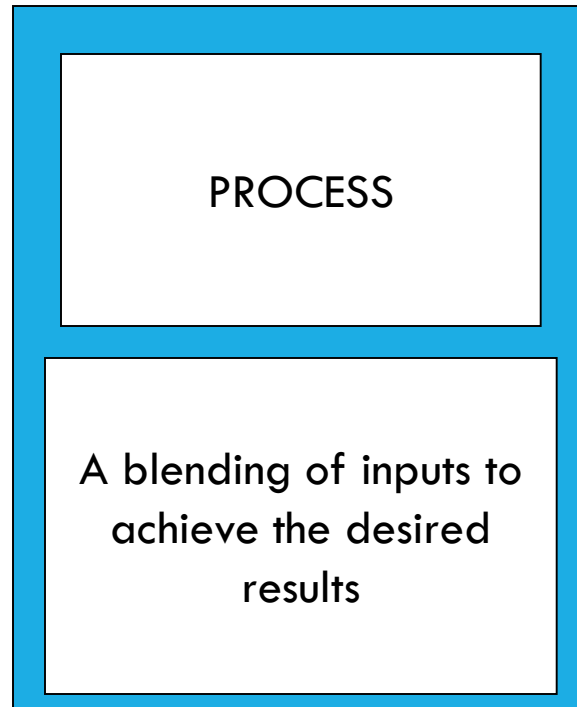 PROCESS
A blending of inputs to
achieve the desired
results